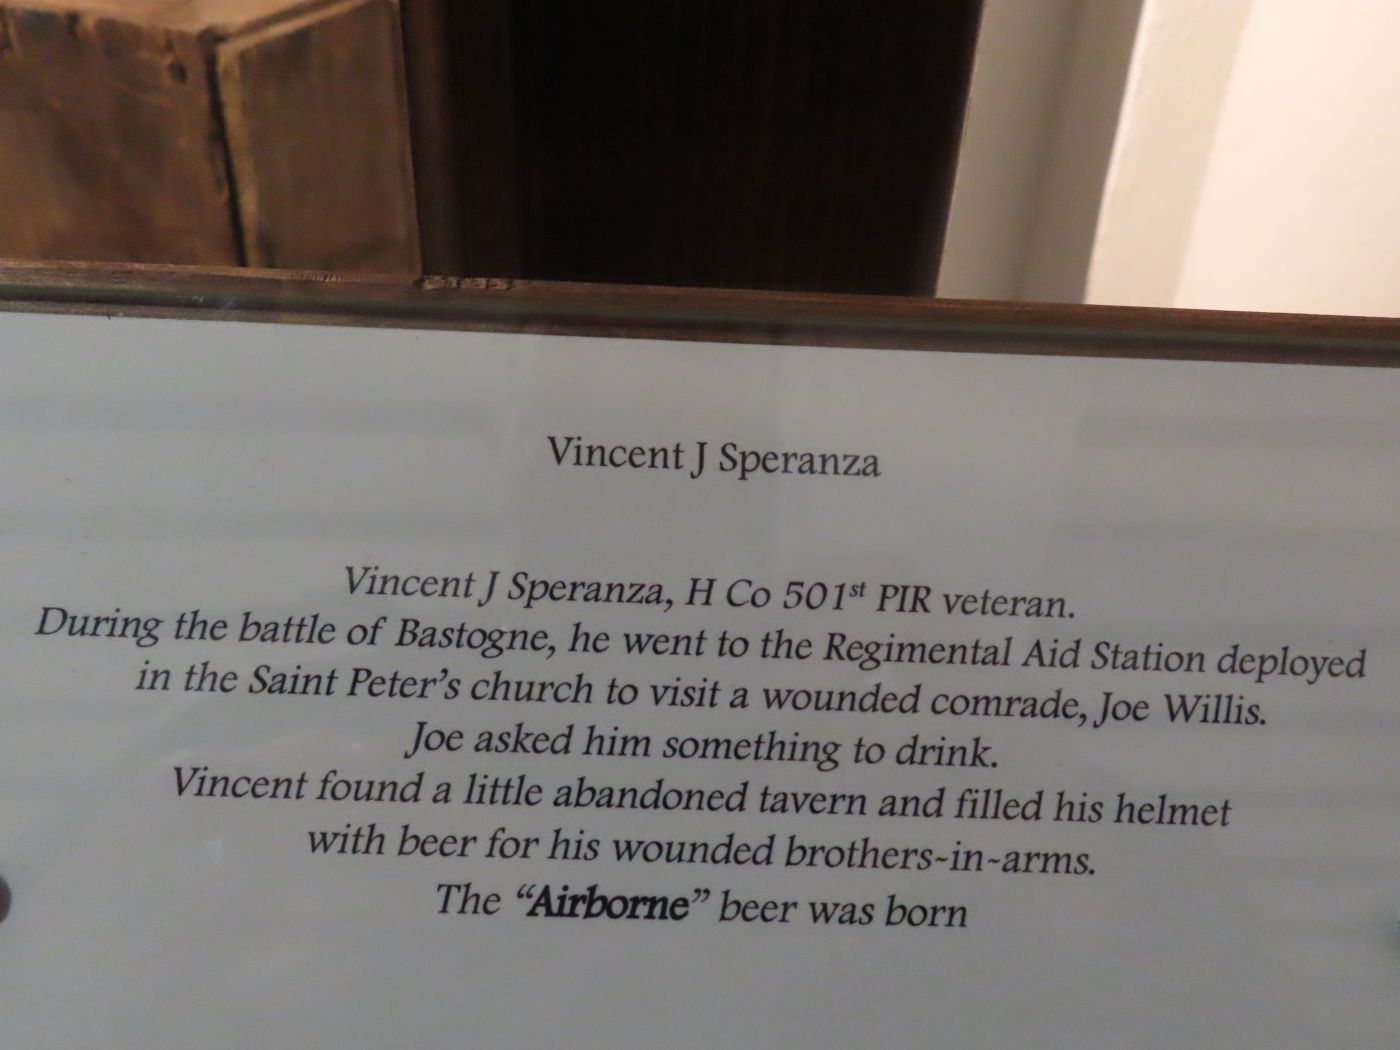 Vincent J Speranza
Vincent J Speranza, H Co 501st PIR veteran.
During the battle of Bastogne, he went to the Regimental Aid Station deployed
in the Saint Peter's church to visit a wounded comrade, Joe Willis.
Joe asked him something to drink.
Vincent found a little abandoned tavern and filled his helmet
with beer for his wounded brothers-in-arms.
The “Airborne” beer was born